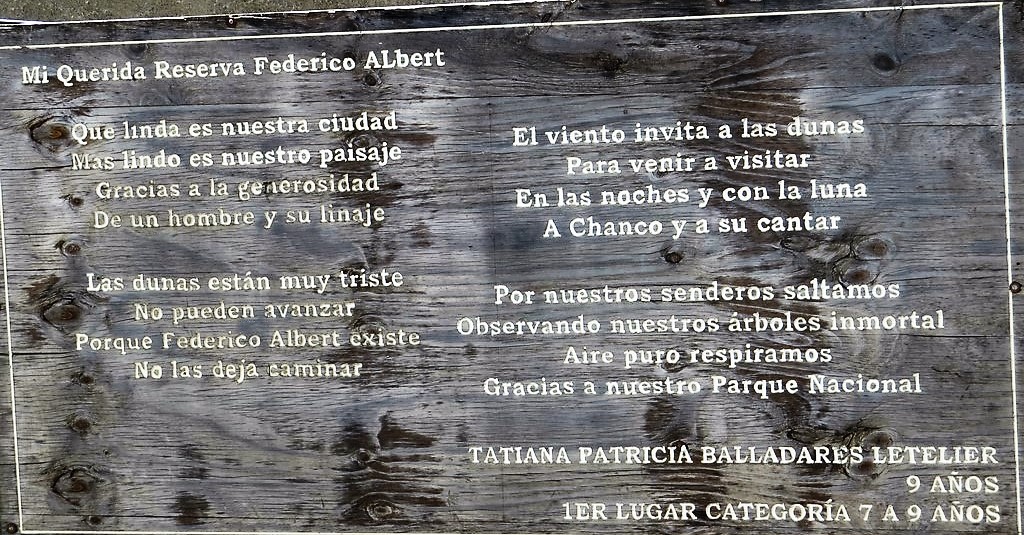 Mi Querida Reserva Federico ALbert
Que linda es nuestra ciudad
Mas lindo es nuestro paisaje
Gracias a la generosidad
De un hombre y su linaje
Las dunas están muy triste
No pueden avanzar
Porque Federico Albert existe
No las deja caminar
El viento invita a las dunas
Para venir a visitar
En las noches y con la luna
A Chanco y a su cantar
Por nuestros senderos saltamos
Observando nuestros árboles inmortal
Aire puro respiramos
Gracias a nuestro Parque Nacional
TATIANA PATRICIA BALLADARES LETELIER
9 AÑOS
1ER LUGAR CATEGORÍA 7 A 9 AÑOS